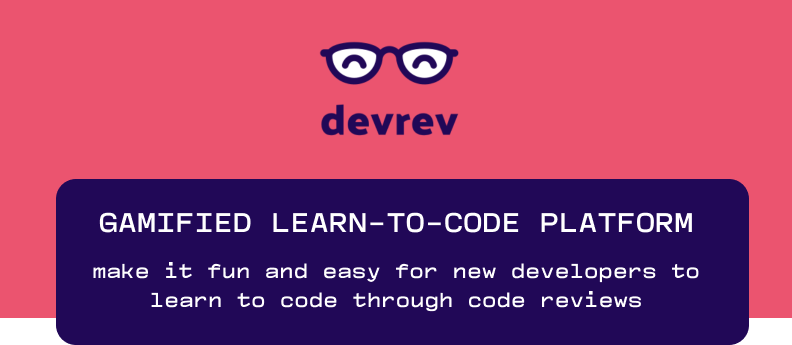 devrev
GAMIFIED LEARN-TO-CODE PLATFORM
make it fun and easy for new developers to
learn to code through code reviews